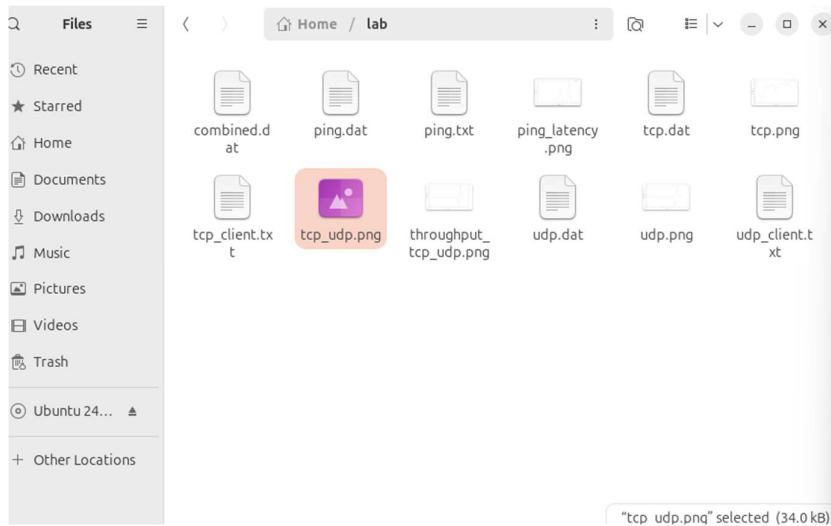 Files
Home / lab
Recent
Starred
Home
Documents
Downloads
Music
Pictures
Videos
Trash
Ubuntu 24...
+ Other Locations
combined.d
at
ping.dat
ping.txt
ping_latency
.png
tcp.dat
tcp.png
tcp_client.tx
t
tcp_udp.png
throughput_
tcp_udp.png
udp.dat
udp.png
udp_client.t
xt
“tcp_udp.png” selected (34.0 kB)